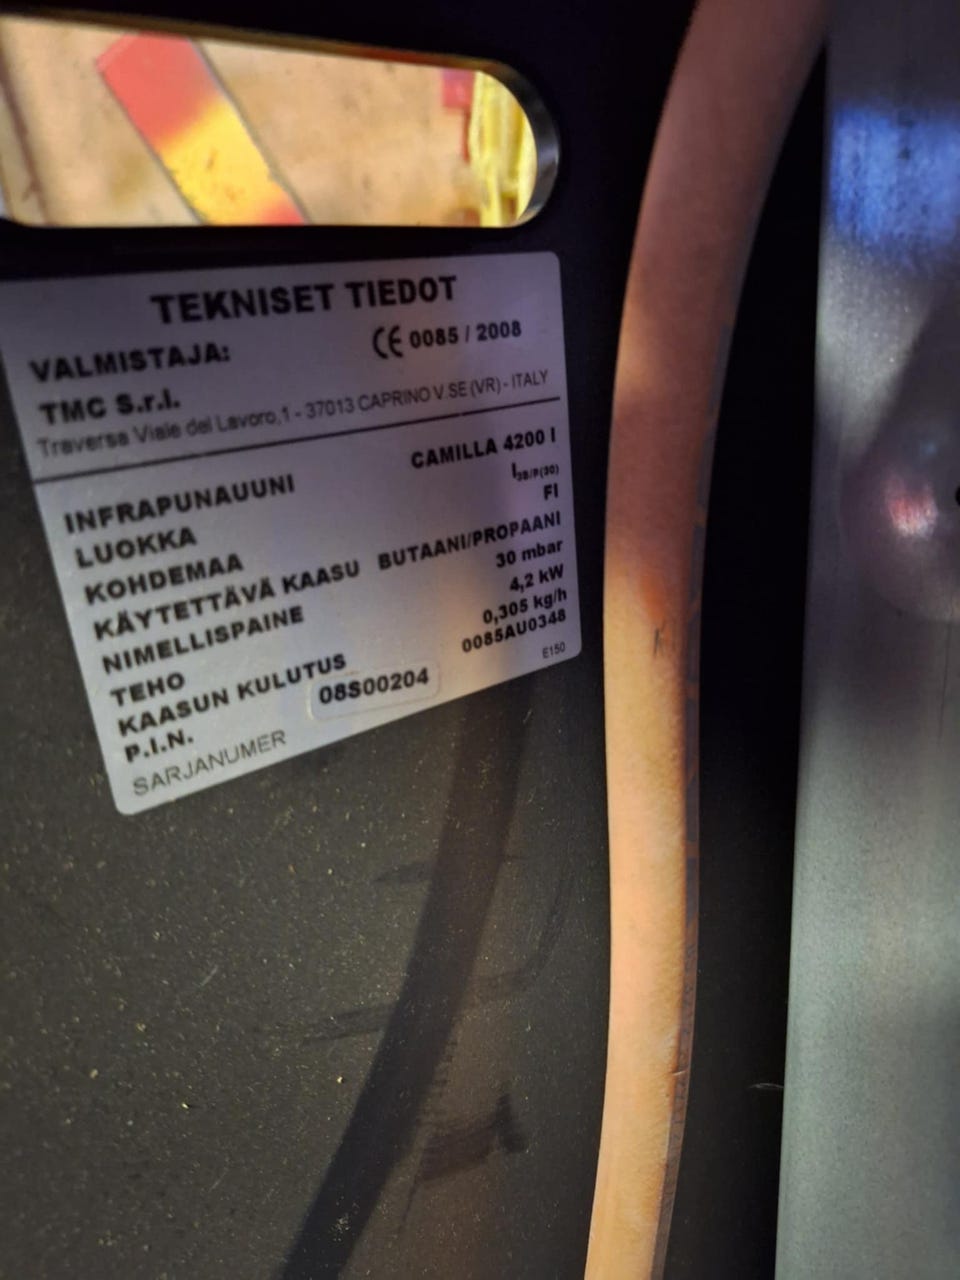 TEKNISET TIEDOT
VALMISTAJA: CE 0085 / 2008
TMC S.r.l.
Traversa Viale del Lavoro,1 - 37013 CAPRINO V.SE (VR) - ITALY
INFRAPUNAUUNI CAMILLA 4200 I
LUOKKA I3B/P(30)
KOHDEMAA FI
KÄYTETTÄVÄ KAASU BUTAANI/PROPAANI
NIMELLISPAINE 30 mbar
TEHO 4,2 kW
KAASUN KULUTUS 0,305 kg/h
P.I.N. 0085AU0348
SARJANUMER 08S00204 E150